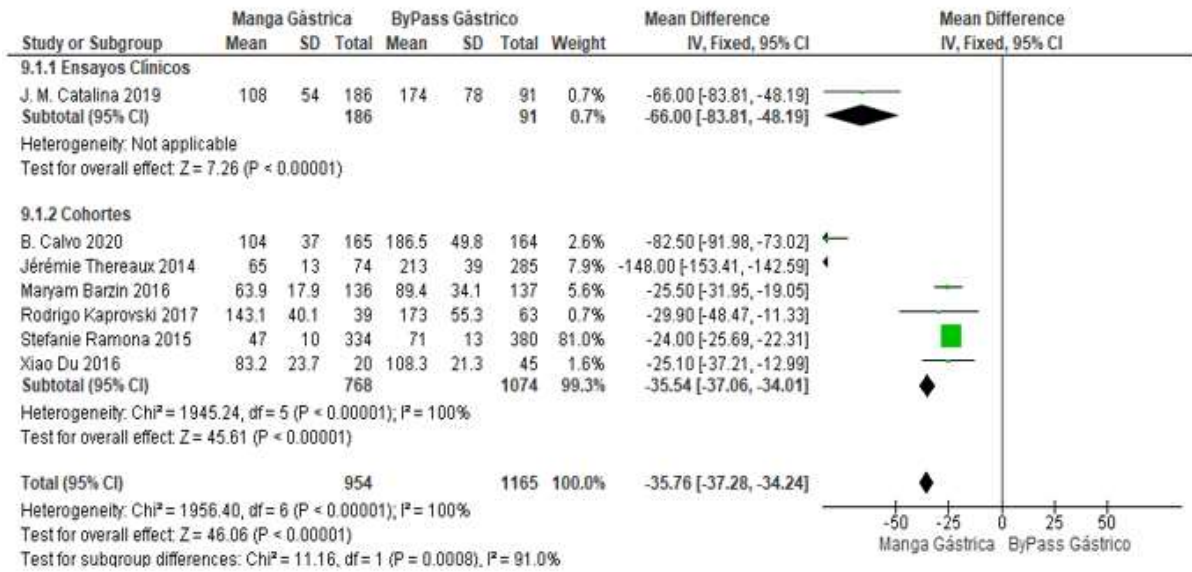 Manga Gástrica ByPass Gástrico Mean Difference Mean Difference
Study or Subgroup Mean SD Total Mean SD Total Weight IV, Fixed, 95% CI IV, Fixed, 95% CI
9.1.1 Ensayos Clínicos
J. M. Catalina 2019 108 54 186 174 78 91 0.7% -66.00 [-83.81, -48.19]
Subtotal (95% CI) 186 91 0.7% -66.00 [-83.81, -48.19]
Heterogeneity: Not applicable
Test for overall effect: Z = 7.26 (P < 0.00001)
9.1.2 Cohortes
B. Calvo 2020 104 37 165 186.5 49.8 164 2.6% -82.50 [-91.98, -73.02]
Jérémie Thereaux 2014 65 13 74 213 39 285 7.9% -148.00 [-153.41, -142.59]
Maryam Barzin 2016 63.9 17.9 136 89.4 34.1 137 5.6% -25.50 [-31.95, -19.05]
Rodrigo Kaprovski 2017 143.1 40.1 39 173 55.3 63 0.7% -29.90 [-48.47, -11.33]
Stefanie Ramona 2015 47 10 334 71 13 380 81.0% -24.00 [-25.69, -22.31]
Xiao Du 2016 83.2 23.7 20 108.3 21.3 45 1.6% -25.10 [-37.21, -12.99]
Subtotal (95% CI) 768 1074 99.3% -35.54 [-37.06, -34.01]
Heterogeneity: Chi² = 1945.24, df = 5 (P < 0.00001); I² = 100%
Test for overall effect: Z = 45.61 (P < 0.00001)
Total (95% CI) 954 1165 100.0% -35.76 [-37.28, -34.24]
Heterogeneity: Chi² = 1956.40, df = 6 (P < 0.00001); I² = 100%
Test for overall effect: Z = 46.06 (P < 0.00001)
Test for subgroup differences: Chi² = 11.16, df = 1 (P = 0.0008), I² = 91.0%
-50 -25 0 25 50
Manga Gástrica ByPass Gástrico